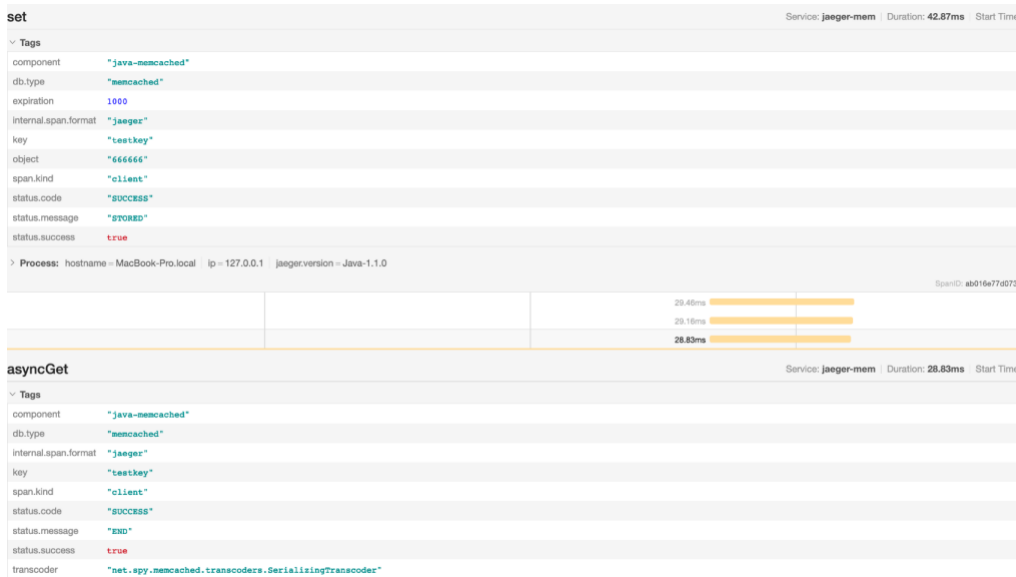 set Service: jaeger-mem Duration: 42.87ms Start Time
Tags
component "java-memcached"
db.type "memcached"
expiration 1000
internal.span.format "jaeger"
key "testkey"
object "666666"
span.kind "client"
status.code "SUCCESS"
status.message "STORED"
status.success true
Process: hostname = MacBook-Pro.local ip = 127.0.0.1 jaeger.version = Java-1.1.0
SpanID: ab016e77d073
29.46ms
29.16ms
28.83ms
asyncGet Service: jaeger-mem Duration: 28.83ms Start Time
Tags
component "java-memcached"
db.type "memcached"
internal.span.format "jaeger"
key "testkey"
span.kind "client"
status.code "SUCCESS"
status.message "END"
status.success true
transcoder "net.spy.memcached.transcoders.SerializingTranscoder"